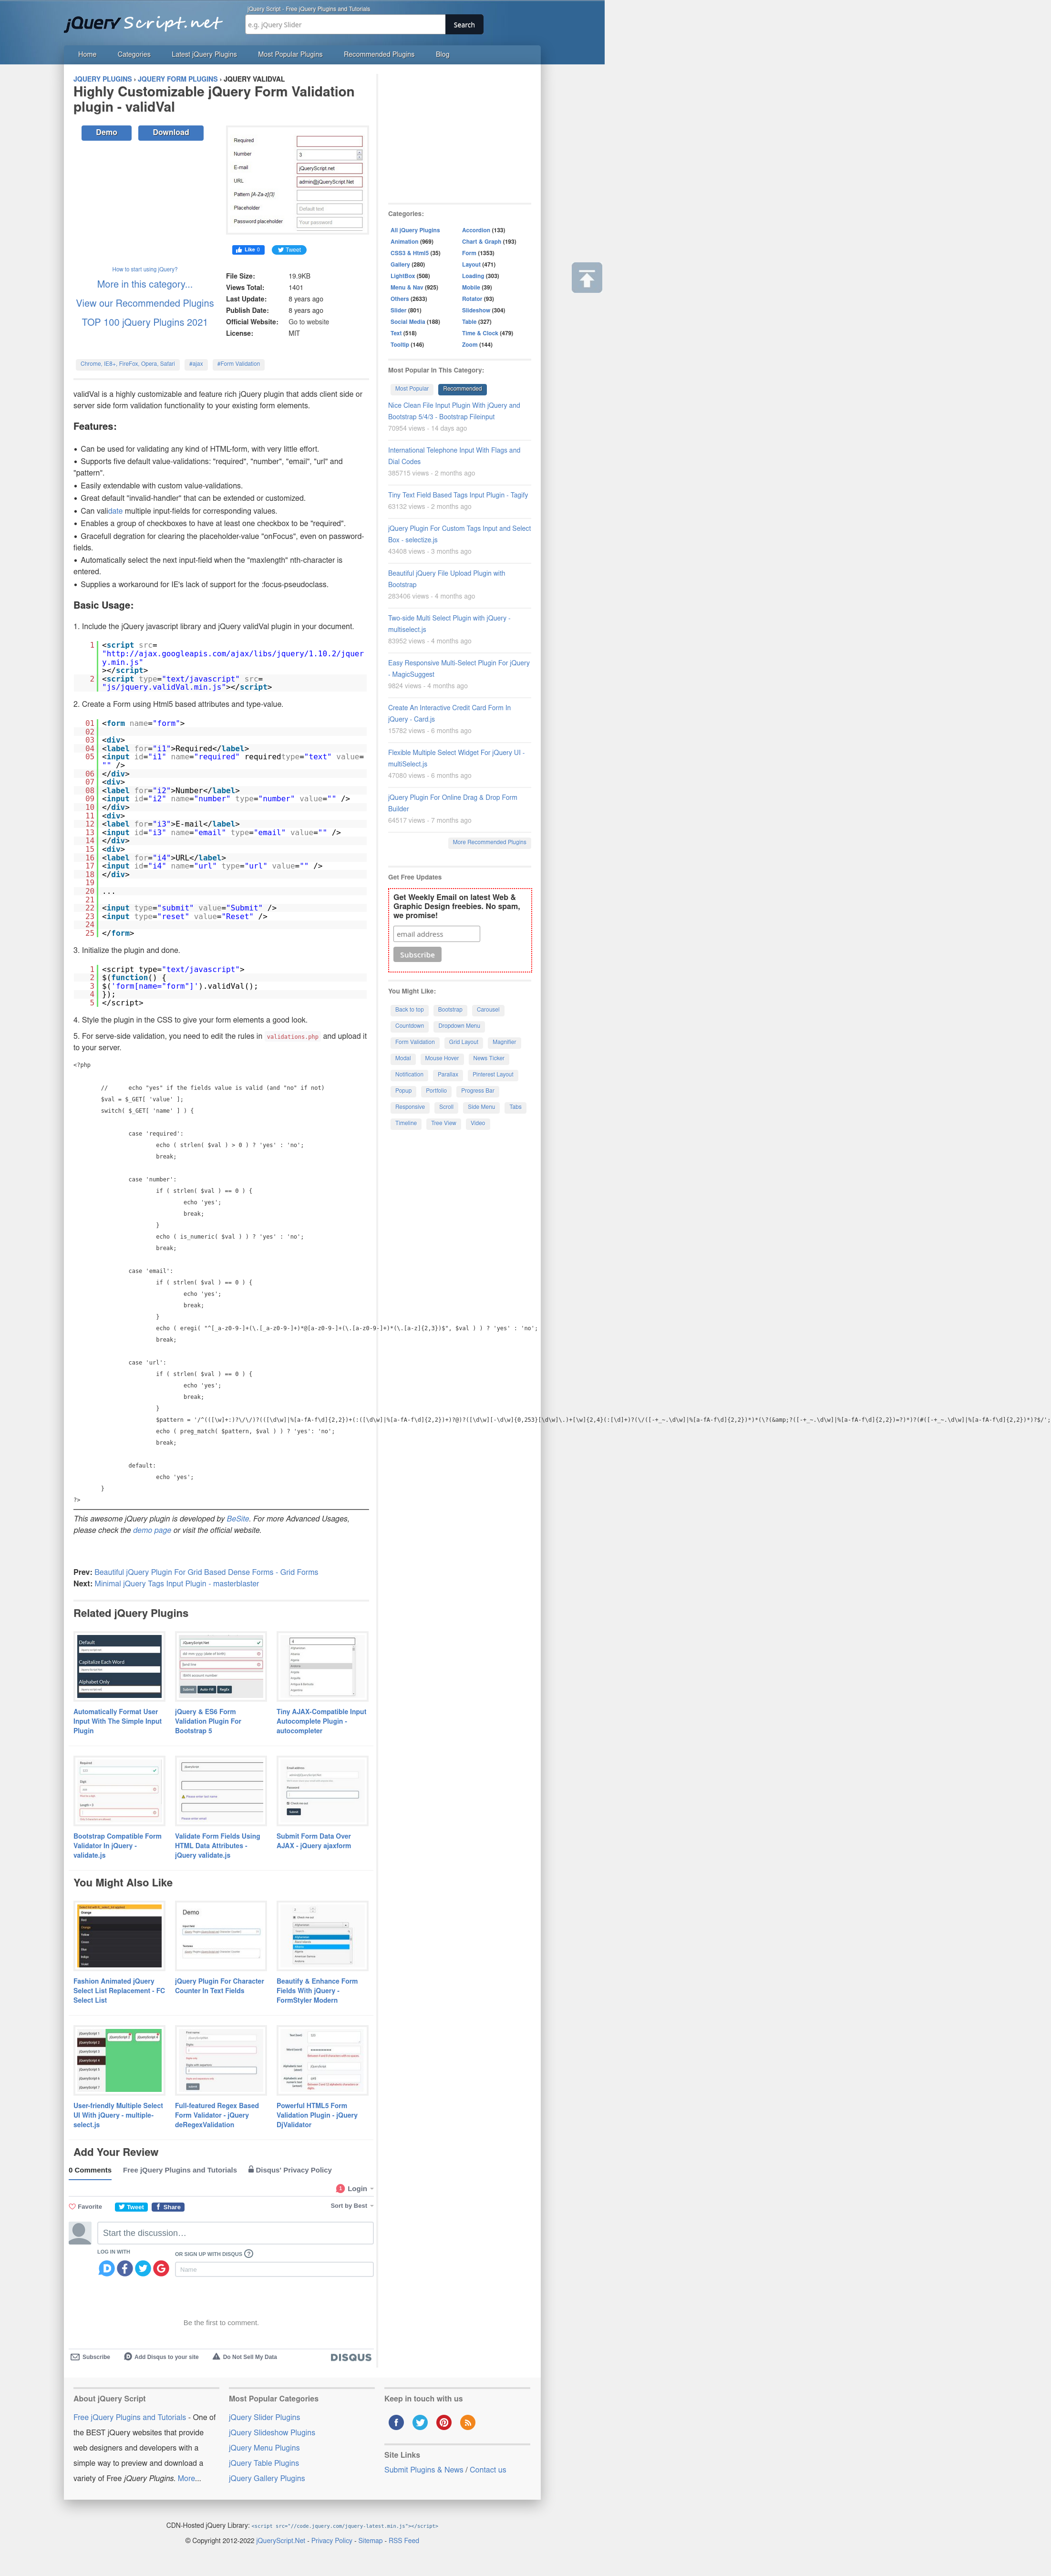 jQuery Script - Free jQuery Plugins and Tutorials
jQuery Script.net
e.g. jQuery Slider
Search
Home
Categories
Latest jQuery Plugins
Most Popular Plugins
Recommended Plugins
Blog
JQUERY PLUGINS › JQUERY FORM PLUGINS › JQUERY VALIDVAL
Highly Customizable jQuery Form Validation
plugin - validVal
Demo
Download
Required
Number
3
E-mail
jQueryScript.net
URL
admin@jQueryScript.Net
Pattern [A-Za-z]{3}
Placeholder
Default text
Password placeholder
Your password
Like 0
Tweet
How to start using jQuery?
More in this category...
View our Recommended Plugins
TOP 100 jQuery Plugins 2021
File Size: 19.9KB
Views Total: 1401
Last Update: 8 years ago
Publish Date: 8 years ago
Official Website: Go to website
License: MIT
Chrome, IE8+, FireFox, Opera, Safari
#ajax
#Form Validation
validVal is a highly customizable and feature rich jQuery plugin that adds client side or
server side form validation functionality to your existing form elements.
Features:
• Can be used for validating any kind of HTML-form, with very little effort.
• Supports five default value-validations: "required", "number", "email", "url" and
"pattern".
• Easily extendable with custom value-validations.
• Great default "invalid-handler" that can be extended or customized.
• Can validate multiple input-fields for corresponding values.
• Enables a group of checkboxes to have at least one checkbox to be "required".
• Gracefull degration for clearing the placeholder-value "onFocus", even on password-
fields.
• Automatically select the next input-field when the "maxlength" nth-character is
entered.
• Supplies a workaround for IE's lack of support for the :focus-pseudoclass.
Basic Usage:
1. Include the jQuery javascript library and jQuery validVal plugin in your document.
1 <script src=
"http://ajax.googleapis.com/ajax/libs/jquery/1.10.2/jquer
y.min.js"
></script>
2 <script type="text/javascript" src=
"js/jquery.validVal.min.js"></script>
2. Create a Form using Html5 based attributes and type-value.
01 <form name="form">
02
03 <div>
04 <label for="i1">Required</label>
05 <input id="i1" name="required" requiredtype="text" value=
"" />
06 </div>
07 <div>
08 <label for="i2">Number</label>
09 <input id="i2" name="number" type="number" value="" />
10 </div>
11 <div>
12 <label for="i3">E-mail</label>
13 <input id="i3" name="email" type="email" value="" />
14 </div>
15 <div>
16 <label for="i4">URL</label>
17 <input id="i4" name="url" type="url" value="" />
18 </div>
19
20 ...
21
22 <input type="submit" value="Submit" />
23 <input type="reset" value="Reset" />
24
25 </form>
3. Initialize the plugin and done.
1 <script type="text/javascript">
2 $(function() {
3 $('form[name="form"]').validVal();
4 });
5 </script>
4. Style the plugin in the CSS to give your form elements a good look.
5. For serve-side validation, you need to edit the rules in validations.php and upload it
to your server.
<?php
// echo "yes" if the fields value is valid (and "no" if not)
$val = $_GET[ 'value' ];
switch( $_GET[ 'name' ] ) {
case 'required':
echo ( strlen( $val ) > 0 ) ? 'yes' : 'no';
break;
case 'number':
if ( strlen( $val ) == 0 ) {
echo 'yes';
break;
}
echo ( is_numeric( $val ) ) ? 'yes' : 'no';
break;
case 'email':
if ( strlen( $val ) == 0 ) {
echo 'yes';
break;
}
echo ( eregi( "^[_a-z0-9-]+(\.[_a-z0-9-]+)*@[a-z0-9-]+(\.[a-z0-9-]+)*(\.[a-z]{2,3})$", $val ) ) ? 'yes' : 'no';
break;
case 'url':
if ( strlen( $val ) == 0 ) {
echo 'yes';
break;
}
$pattern = '/^(([\w]+:)?\/\/)?(([\d\w]|%[a-fA-f\d]{2,2})+(:([\d\w]|%[a-fA-f\d]{2,2})+)?@)?([\d\w][-\d\w]{0,253}[\d\w]\.)+[\w]{2,4}(:[\d]+)?(\/([-+_~.\d\w]|%[a-fA-f\d]{2,2})*)*(\?(&amp;?([-+_~.\d\w]|%[a-fA-f\d]{2,2})=?)*)?(#([-+_~.\d\w]|%[a-fA-f\d]{2,2})*)?$/';
echo ( preg_match( $pattern, $val ) ) ? 'yes': 'no';
break;
default:
echo 'yes';
}
?>
This awesome jQuery plugin is developed by BeSite. For more Advanced Usages,
please check the demo page or visit the official website.
Prev: Beautiful jQuery Plugin For Grid Based Dense Forms - Grid Forms
Next: Minimal jQuery Tags Input Plugin - masterblaster
Related jQuery Plugins
Default
Capitalize Each Word
Alphabet Only
Automatically Format User
Input With The Simple Input
Plugin
jQuery & ES6 Form
Validation Plugin For
Bootstrap 5
Tiny AJAX-Compatible Input
Autocomplete Plugin -
autocompleter
Bootstrap Compatible Form
Validator In jQuery -
validate.js
Validate Form Fields Using
HTML Data Attributes -
jQuery validate.js
Submit Form Data Over
AJAX - jQuery ajaxform
You Might Also Like
Demo
Fashion Animated jQuery
Select List Replacement - FC
Select List
jQuery Plugin For Character
Counter In Text Fields
Beautify & Enhance Form
Fields With jQuery -
FormStyler Modern
User-friendly Multiple Select
UI With jQuery - multiple-
select.js
Full-featured Regex Based
Form Validator - jQuery
deRegexValidation
Powerful HTML5 Form
Validation Plugin - jQuery
DjValidator
Add Your Review
0 Comments
Free jQuery Plugins and Tutorials
Disqus' Privacy Policy
1 Login
Favorite
Tweet
Share
Sort by Best
Start the discussion…
LOG IN WITH
OR SIGN UP WITH DISQUS ?
Name
Be the first to comment.
Subscribe
Add Disqus to your site
Do Not Sell My Data
DISQUS
Categories:
All jQuery Plugins
Accordion (133)
Animation (969)
Chart & Graph (193)
CSS3 & Html5 (35)
Form (1353)
Gallery (280)
Layout (471)
LightBox (508)
Loading (303)
Menu & Nav (925)
Mobile (39)
Others (2633)
Rotator (93)
Slider (801)
Slideshow (304)
Social Media (188)
Table (327)
Text (518)
Time & Clock (479)
Tooltip (146)
Zoom (144)
Most Popular In This Category:
Most Popular
Recommended
Nice Clean File Input Plugin With jQuery and
Bootstrap 5/4/3 - Bootstrap Fileinput
70954 views - 14 days ago
International Telephone Input With Flags and
Dial Codes
385715 views - 2 months ago
Tiny Text Field Based Tags Input Plugin - Tagify
63132 views - 2 months ago
jQuery Plugin For Custom Tags Input and Select
Box - selectize.js
43408 views - 3 months ago
Beautiful jQuery File Upload Plugin with
Bootstrap
283406 views - 4 months ago
Two-side Multi Select Plugin with jQuery -
multiselect.js
83952 views - 4 months ago
Easy Responsive Multi-Select Plugin For jQuery
- MagicSuggest
9824 views - 4 months ago
Create An Interactive Credit Card Form In
jQuery - Card.js
15782 views - 6 months ago
Flexible Multiple Select Widget For jQuery UI -
multiSelect.js
47080 views - 6 months ago
jQuery Plugin For Online Drag & Drop Form
Builder
64517 views - 7 months ago
More Recommended Plugins
Get Free Updates
Get Weekly Email on latest Web &
Graphic Design freebies. No spam,
we promise!
email address
Subscribe
You Might Like:
Back to top
Bootstrap
Carousel
Countdown
Dropdown Menu
Form Validation
Grid Layout
Magnifier
Modal
Mouse Hover
News Ticker
Notification
Parallax
Pinterest Layout
Popup
Portfolio
Progress Bar
Responsive
Scroll
Side Menu
Tabs
Timeline
Tree View
Video
About jQuery Script
Free jQuery Plugins and Tutorials - One of
the BEST jQuery websites that provide
web designers and developers with a
simple way to preview and download a
variety of Free jQuery Plugins. More...
Most Popular Categories
jQuery Slider Plugins
jQuery Slideshow Plugins
jQuery Menu Plugins
jQuery Table Plugins
jQuery Gallery Plugins
Keep in touch with us
Site Links
Submit Plugins & News / Contact us
CDN-Hosted jQuery Library: <script src="//code.jquery.com/jquery-latest.min.js"></script>
© Copyright 2012-2022 jQueryScript.Net - Privacy Policy - Sitemap - RSS Feed